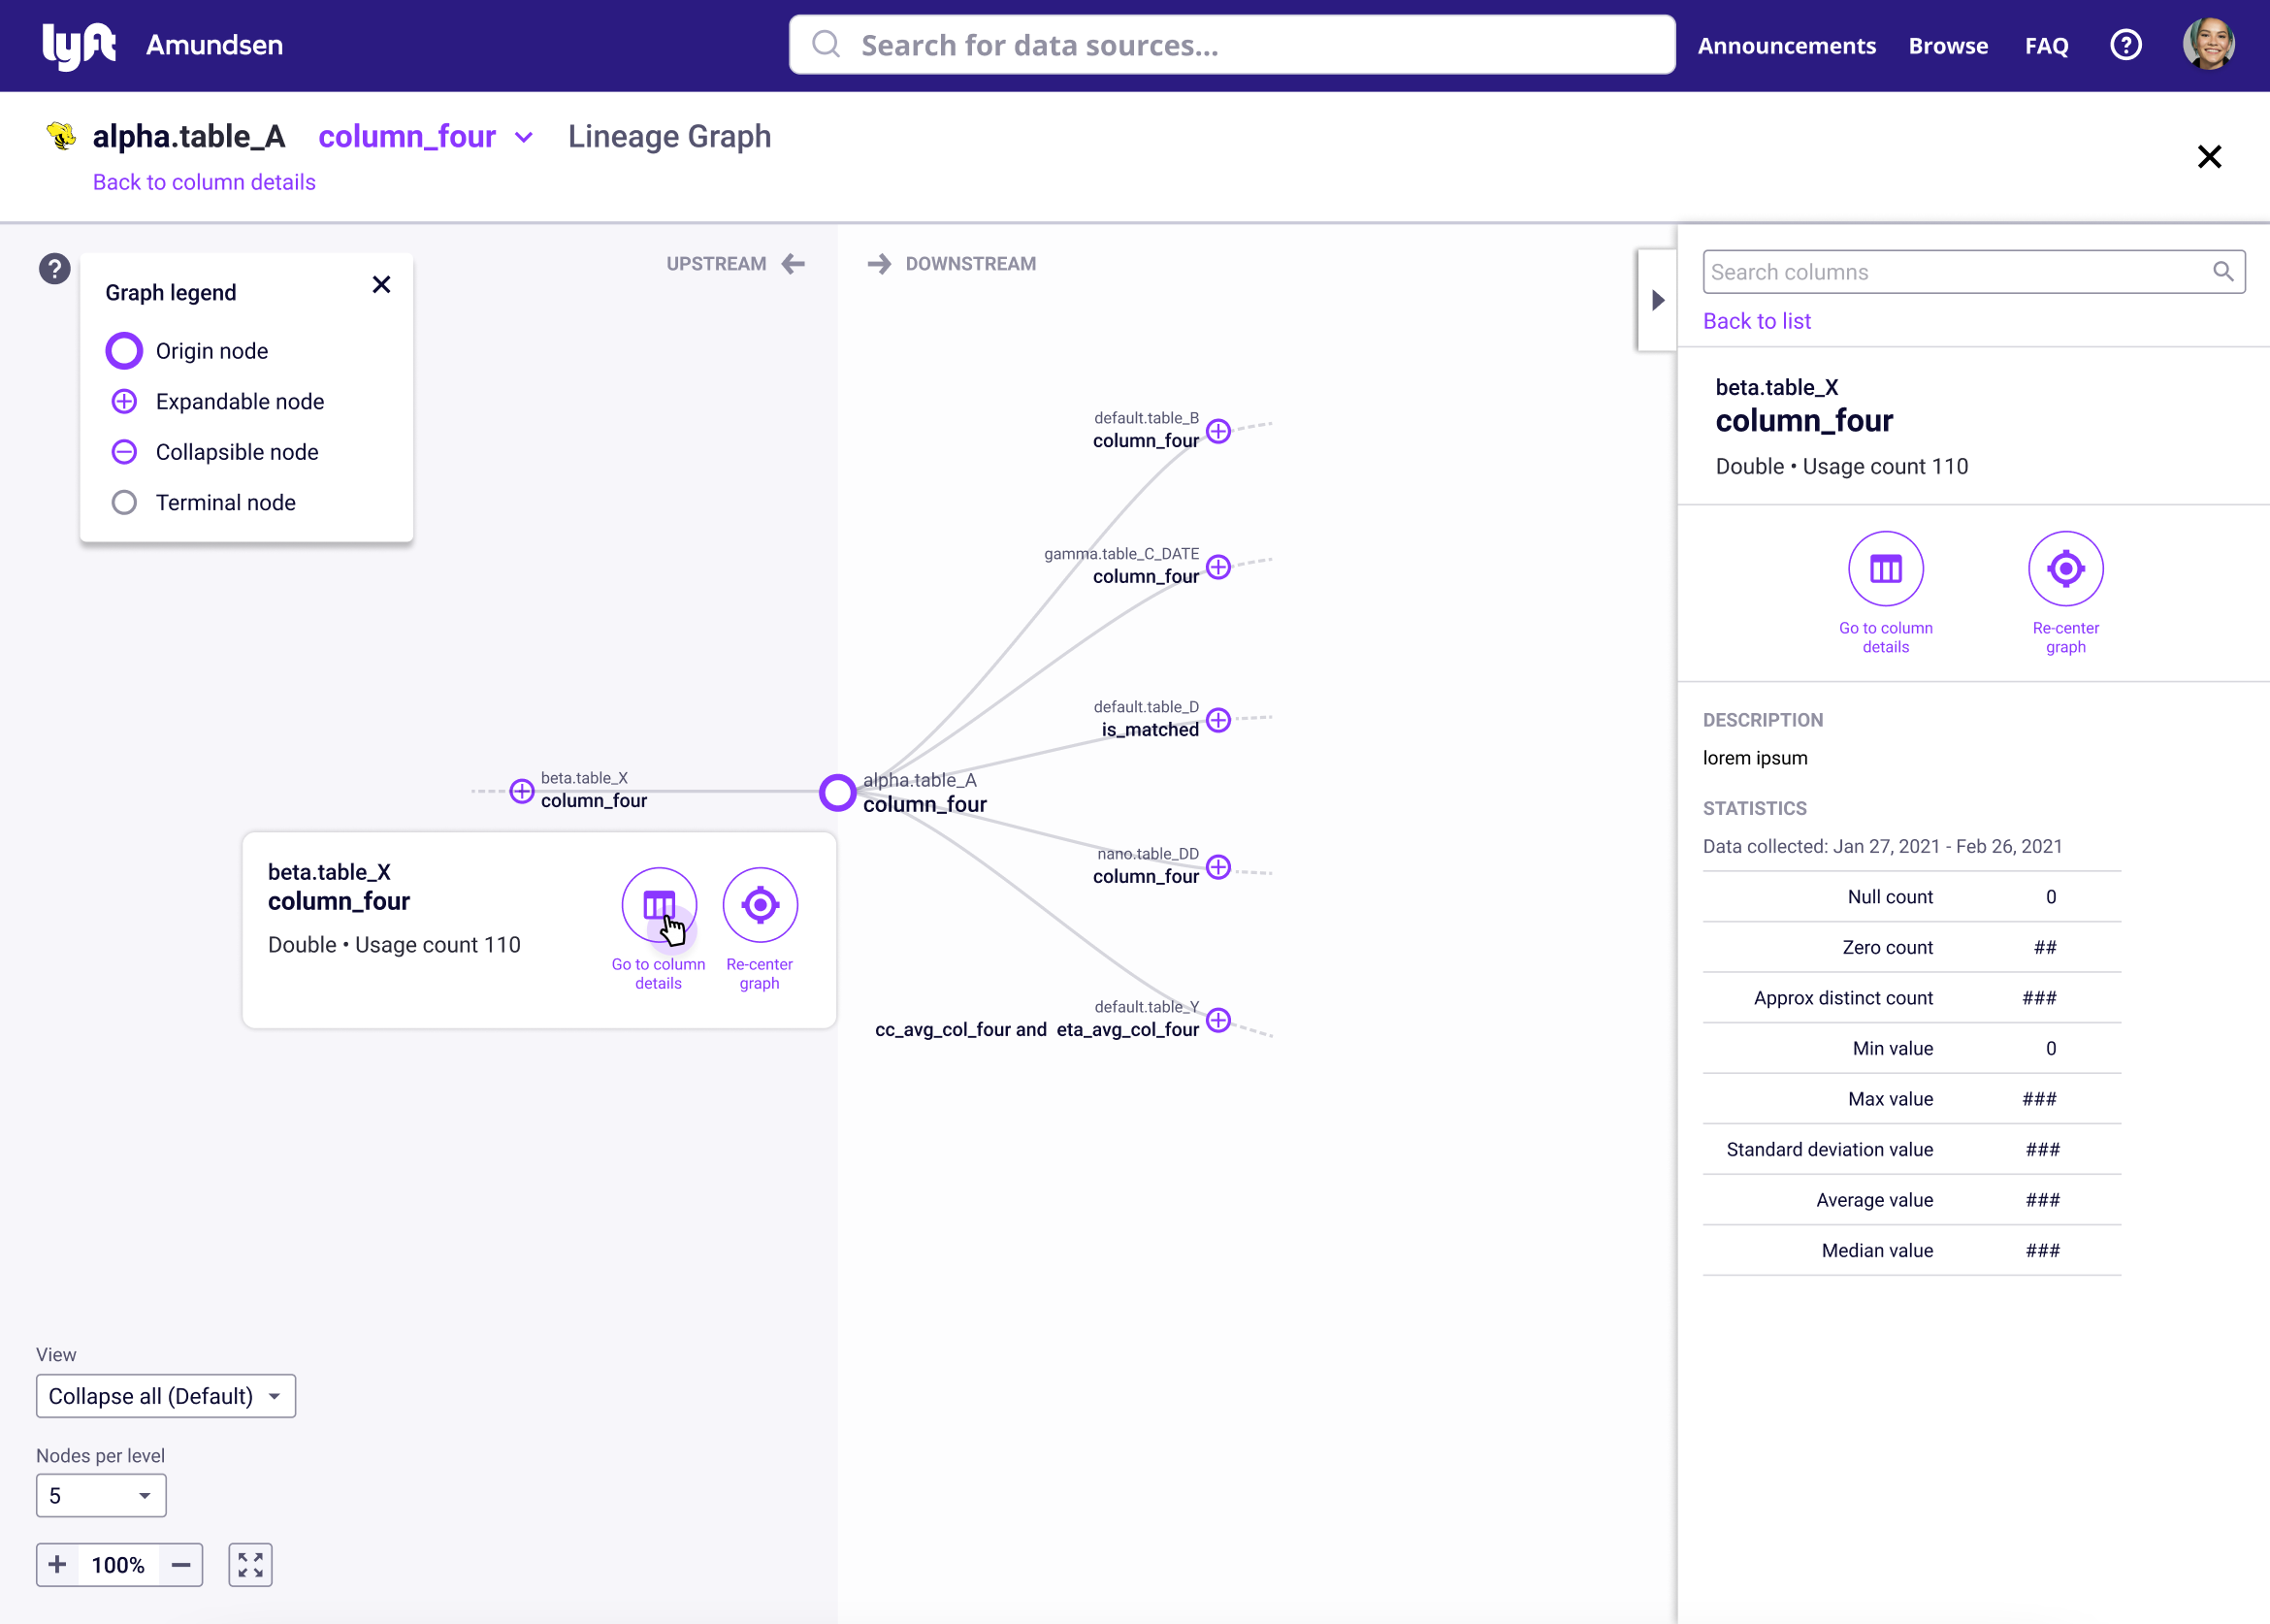 lyft Amundsen
Search for data sources...
Announcements Browse FAQ ?
alpha.table_A column_four Lineage Graph
Back to column details
?
Graph legend
Origin node
Expandable node
Collapsible node
Terminal node
UPSTREAM
DOWNSTREAM
default.table_B
column_four
gamma.table_C_DATE
column_four
default.table_D
is_matched
beta.table_X
column_four
alpha.table_A
column_four
nano.table_DD
column_four
default.table_Y
cc_avg_col_four and eta_avg_col_four
beta.table_X
column_four
Double • Usage count 110
Go to column
details
Re-center
graph
View
Collapse all (Default)
Nodes per level
5
100%
Search columns
Back to list
beta.table_X
column_four
Double • Usage count 110
Go to column
details
Re-center
graph
DESCRIPTION
lorem ipsum
STATISTICS
Data collected: Jan 27, 2021 - Feb 26, 2021
Null count 0
Zero count ##
Approx distinct count ###
Min value 0
Max value ###
Standard deviation value ###
Average value ###
Median value ###